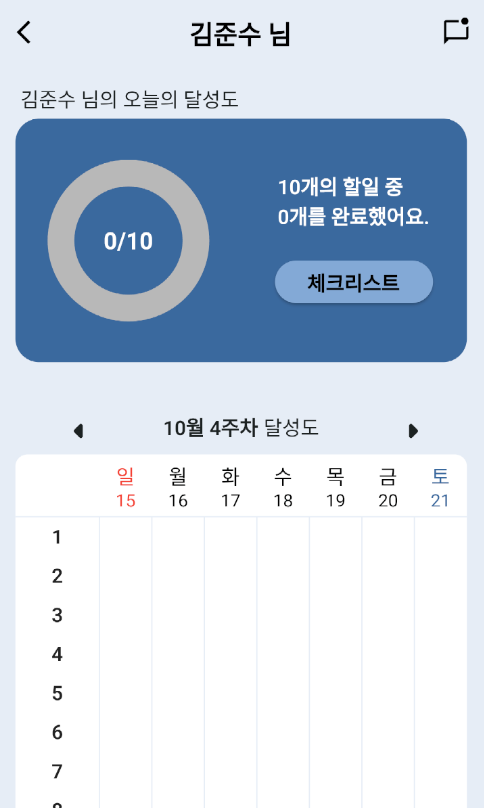 김준수 님
김준수 님의 오늘의 달성도
0/10
10개의 할일 중
0개를 완료했어요.
체크리스트
10월 4주차 달성도
일 월 화 수 목 금 토
15 16 17 18 19 20 21
1
2
3
4
5
6
7
8